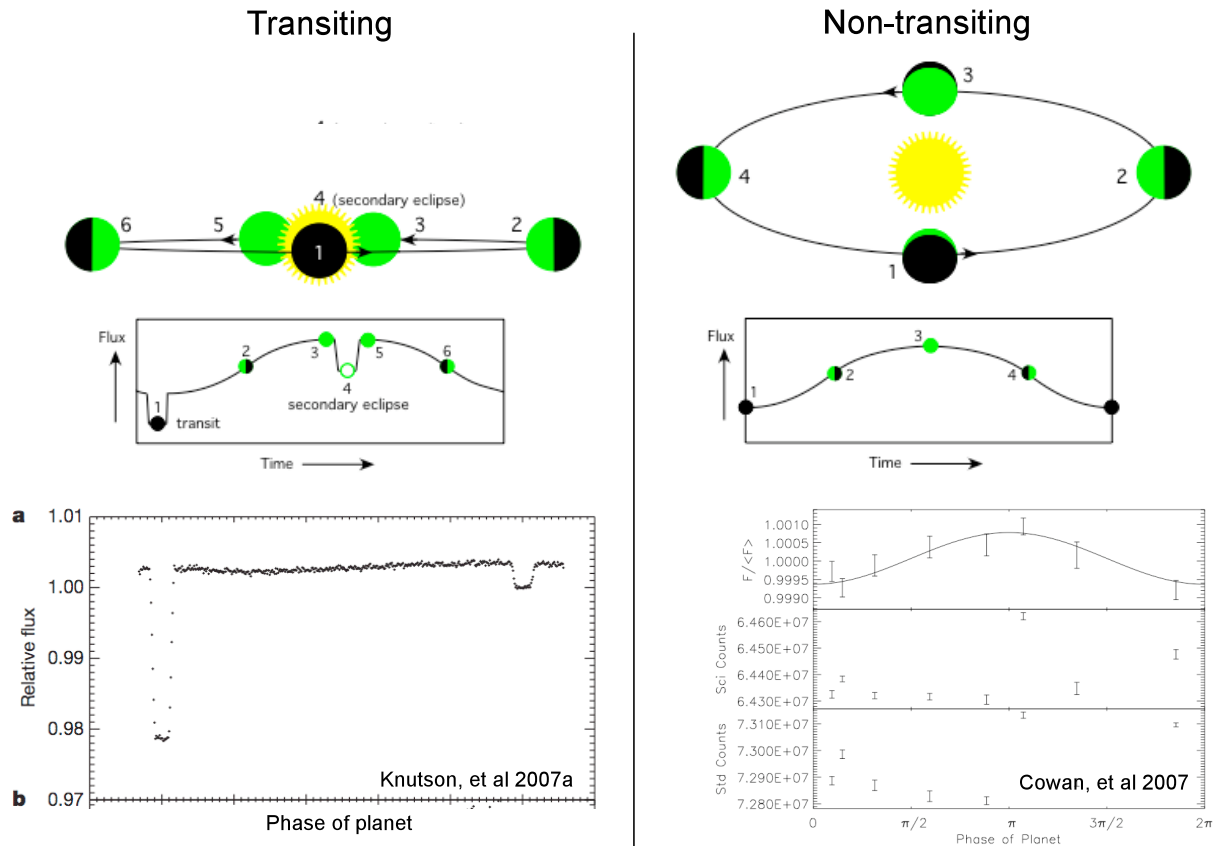 Transiting
4 (secondary eclipse)
6
5
1
3
2
Flux
2
3
5
6
4
secondary eclipse
1
transit
Time
a
1.01
1.00
0.99
0.98
0.97
Relative flux
Knutson, et al 2007a
b
Phase of planet
Non-transiting
3
4
2
1
Flux
1
2
3
4
Time
1.0010
1.0005
1.0000
0.9995
0.9990
F/<F>
6.460E+07
6.450E+07
6.440E+07
6.430E+07
Sci Counts
7.310E+07
7.300E+07
7.290E+07
7.280E+07
Std Counts
Cowan, et al 2007
0
π/2
π
3π/2
2π
Phase of Planet